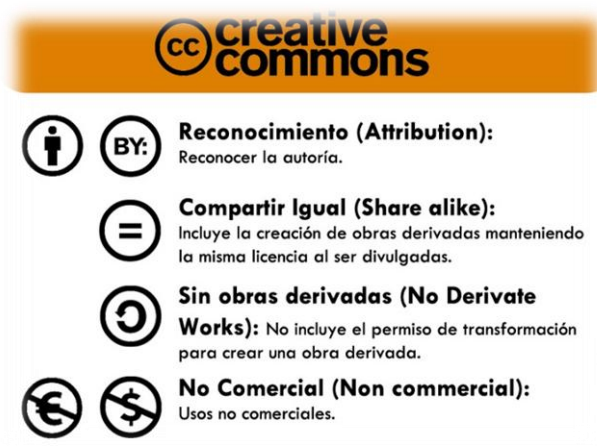 cc creative
commons
BY: Reconocimiento (Attribution):
Reconocer la autoría.
= Compartir Igual (Share alike):
Incluye la creación de obras derivadas manteniendo
la misma licencia al ser divulgadas.
Sin obras derivadas (No Derivate
Works): No incluye el permiso de transformación
para crear una obra derivada.
€ $ No Comercial (Non commercial):
Usos no comerciales.